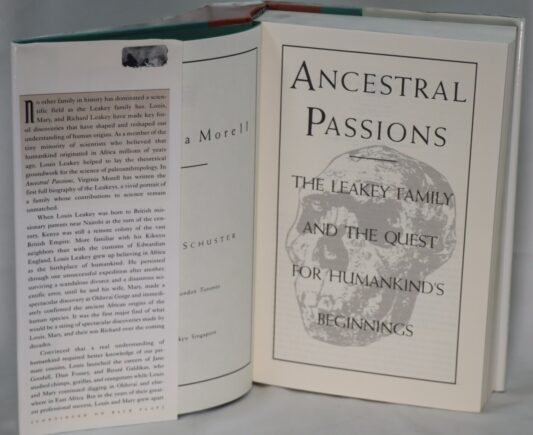 No other family in history has dominated a scien-
tific field as the Leakey family has. Louis,
Mary, and Richard Leakey have made key fos-
sil discoveries that have shaped and reshaped our
understanding of human origins. As a member of the
tiny minority of scientists who believed that
humankind originated in Africa millions of years
ago, Louis Leakey helped to lay the theoretical
groundwork for the science of paleoanthropology. In
Ancestral Passions, Virginia Morell has written the
first full biography of the Leakeys, a vivid portrait of
a family whose contributions to science remain
unmatched.
When Louis Leakey was born to British mis-
sionary parents near Nairobi at the turn of the cen-
tury, Kenya was still a remote colony of the vast
British Empire. More familiar with his Kikuyu
neighbors than with the customs of Edwardian
England, Louis Leakey grew up believing in Africa
as the birthplace of humankind. He persisted
through one unsuccessful expedition after another,
surviving a scandalous divorce and a disastrous sci-
entific error, until he and his wife, Mary, made a
spectacular discovery at Olduvai Gorge and immedi-
ately confirmed the ancient African origins of the
human species. It was the first major find of what
would be a string of spectacular discoveries made by
Louis, Mary, and their son Richard over the coming
decades.
Convinced that a real understanding of
humankind required better knowledge of our pri-
mate cousins, Louis launched the careers of Jane
Goodall, Dian Fossey, and Biruté Galdikas, who
studied chimps, gorillas, and orangutans while Louis
and Mary continued digging at Olduvai and else-
where in East Africa. But in the years of their great-
est professional success, Louis and Mary grew apart
(CONTINUED ON BACK FLAP)
a Morell
SCHUSTER
London Toronto
Tokyo Singapore
ANCESTRAL
PASSIONS
THE LEAKEY FAMILY
AND THE QUEST
FOR HUMANKIND'S
BEGINNINGS